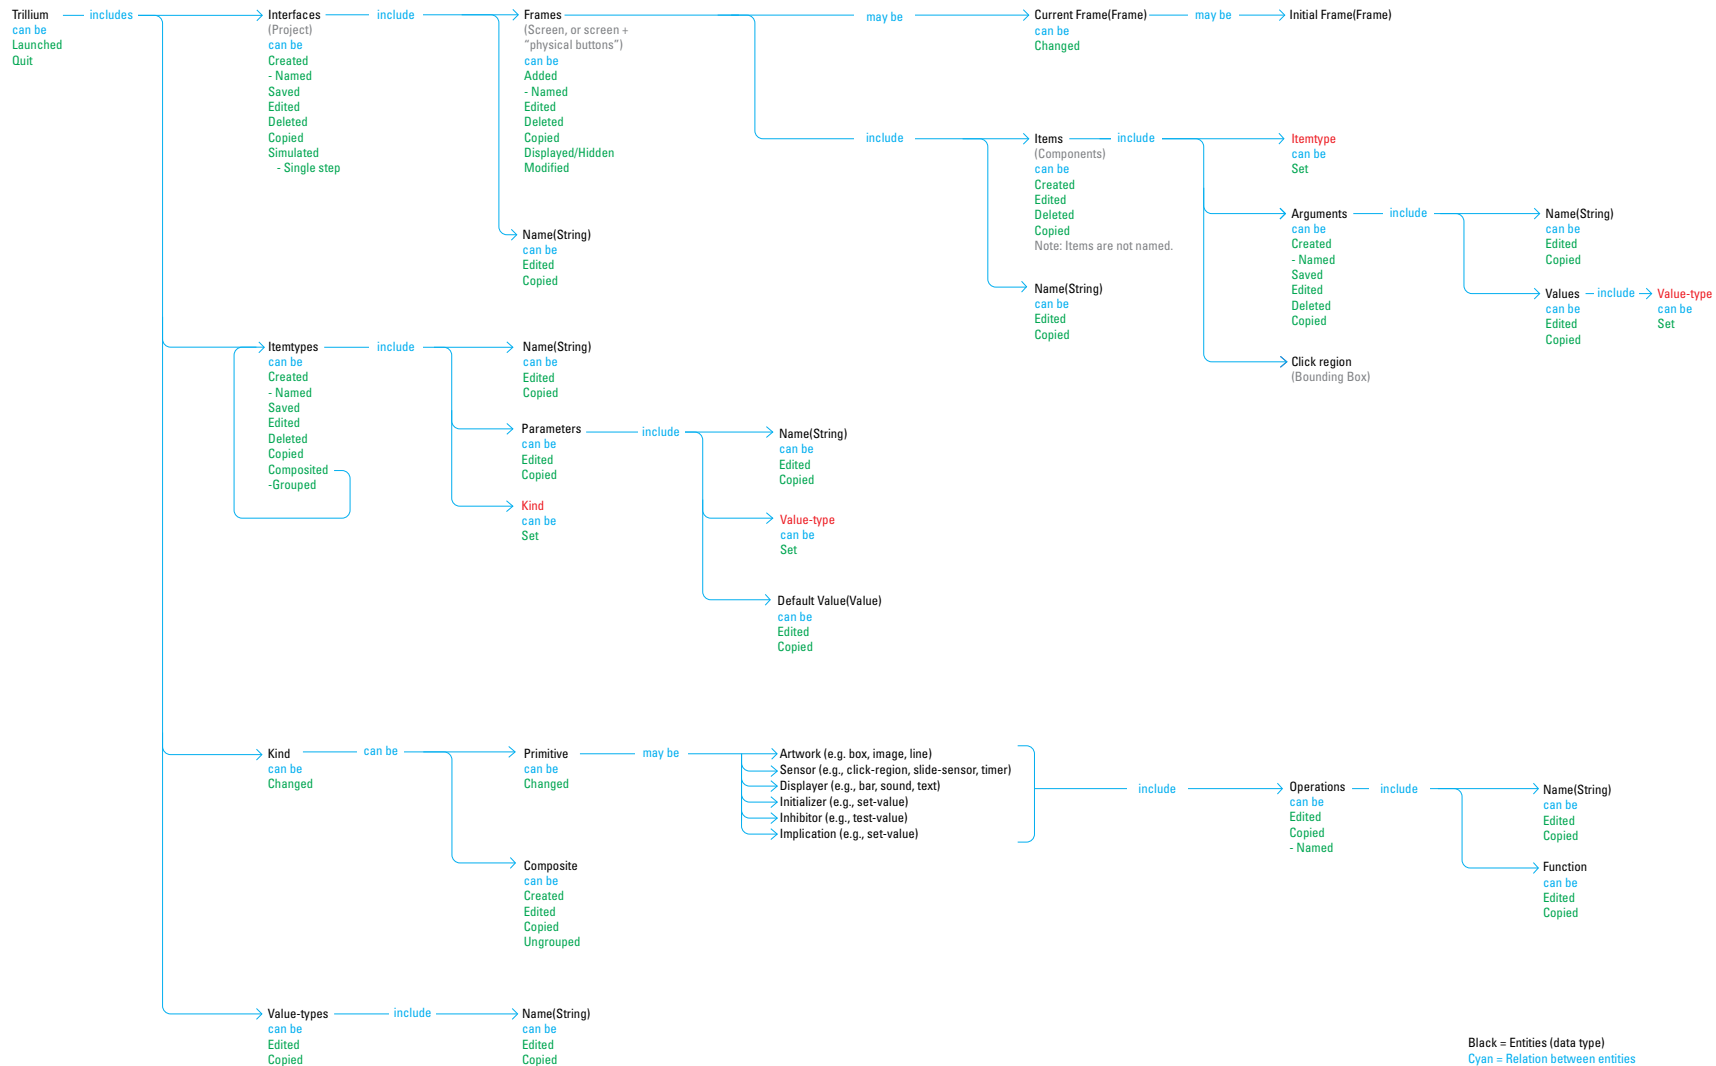 Trillium
can be
Launched
Quit
includes
Interfaces
(Project)
can be
Created
- Named
Saved
Edited
Deleted
Copied
Simulated
- Single step
include
Frames
(Screen, or screen +
“physical buttons”)
can be
Added
- Named
Edited
Deleted
Copied
Displayed/Hidden
Modified
may be
Current Frame(Frame)
can be
Changed
may be
Initial Frame(Frame)
Name(String)
can be
Edited
Copied
include
Items
(Components)
can be
Created
Edited
Deleted
Copied
Note: Items are not named.
include
Itemtype
can be
Set
Name(String)
can be
Edited
Copied
Arguments
can be
Created
- Named
Saved
Edited
Deleted
Copied
include
Name(String)
can be
Edited
Copied
Values
can be
Edited
Copied
include
Value-type
can be
Set
Click region
(Bounding Box)
Itemtypes
can be
Created
- Named
Saved
Edited
Deleted
Copied
Composited
-Grouped
include
Name(String)
can be
Edited
Copied
Parameters
can be
Edited
Copied
include
Name(String)
can be
Edited
Copied
Kind
can be
Set
Value-type
can be
Set
Default Value(Value)
can be
Edited
Copied
Kind
can be
Changed
can be
Primitive
can be
Changed
may be
Artwork (e.g. box, image, line)
Sensor (e.g., click-region, slide-sensor, timer)
Displayer (e.g., bar, sound, text)
Initializer (e.g., set-value)
Inhibitor (e.g., test-value)
Implication (e.g., set-value)
include
Operations
can be
Edited
Copied
- Named
include
Name(String)
can be
Edited
Copied
Function
can be
Edited
Copied
Composite
can be
Created
Edited
Copied
Ungrouped
Value-types
can be
Edited
Copied
include
Name(String)
can be
Edited
Copied
Black = Entities (data type)
Cyan = Relation between entities